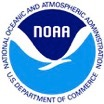 NATIONAL OCEANIC AND ATMOSPHERIC ADMINISTRATION
NOAA
U.S. DEPARTMENT OF COMMERCE